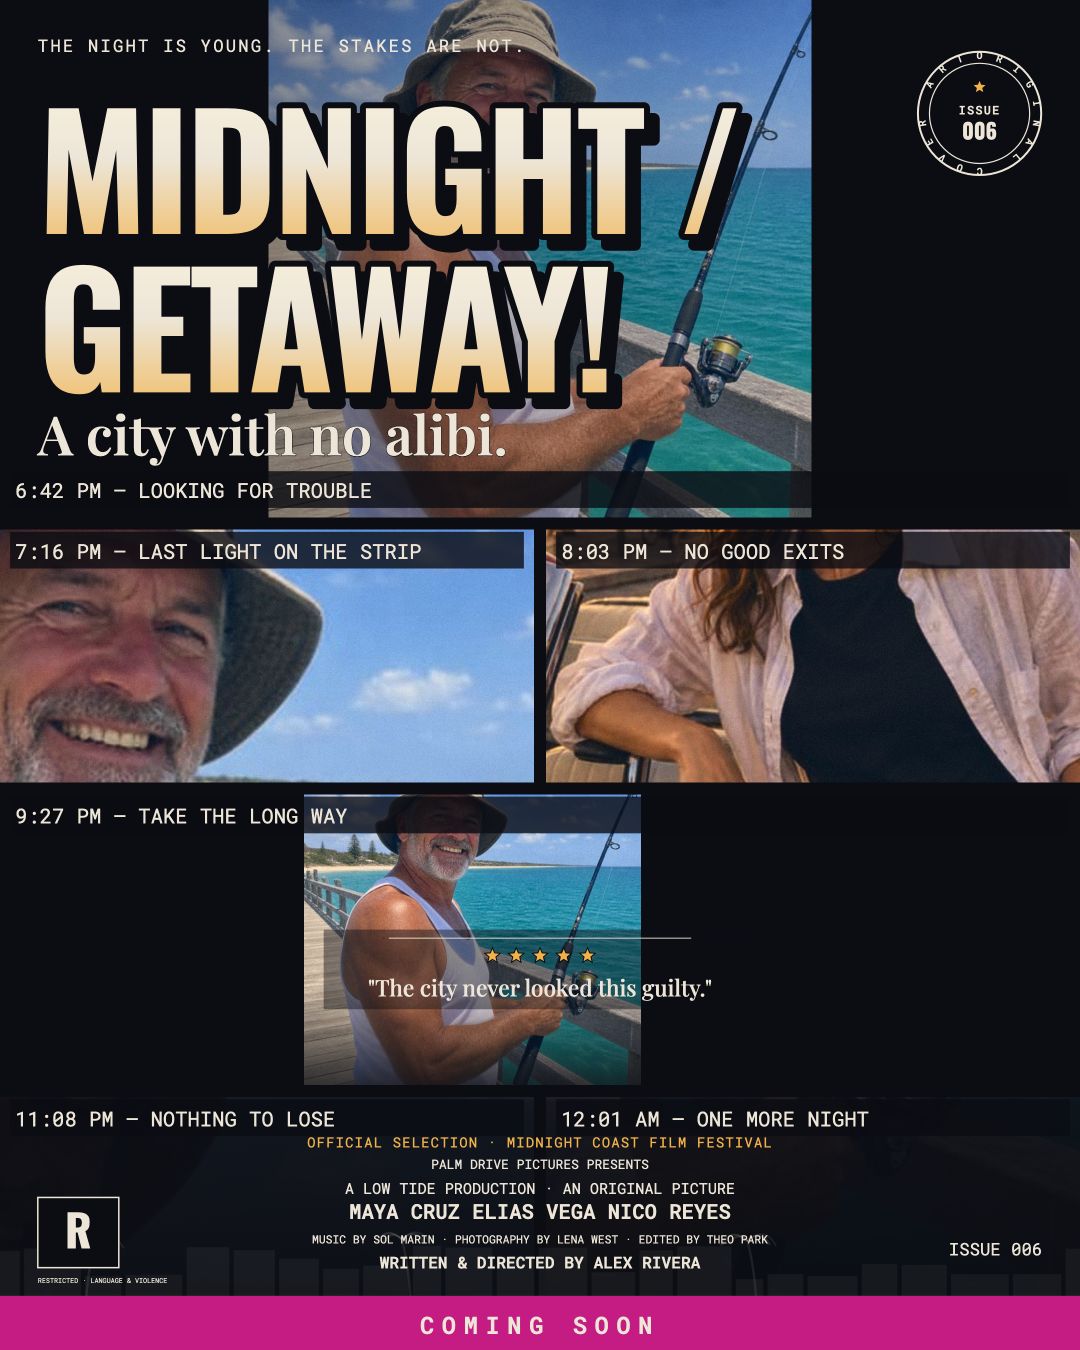 THE NIGHT IS YOUNG. THE STAKES ARE NOT.
ART ORIGINAL COVER
ISSUE
006
MIDNIGHT /
GETAWAY!
A city with no alibi.
6:42 PM — LOOKING FOR TROUBLE
7:16 PM — LAST LIGHT ON THE STRIP
8:03 PM — NO GOOD EXITS
9:27 PM — TAKE THE LONG WAY
"The city never looked this guilty."
11:08 PM — NOTHING TO LOSE
12:01 AM — ONE MORE NIGHT
OFFICIAL SELECTION · MIDNIGHT COAST FILM FESTIVAL
PALM DRIVE PICTURES PRESENTS
A LOW TIDE PRODUCTION · AN ORIGINAL PICTURE
MAYA CRUZ ELIAS VEGA NICO REYES
MUSIC BY SOL MARIN · PHOTOGRAPHY BY LENA WEST · EDITED BY THEO PARK
WRITTEN & DIRECTED BY ALEX RIVERA
R
RESTRICTED · LANGUAGE & VIOLENCE
ISSUE 006
COMING SOON